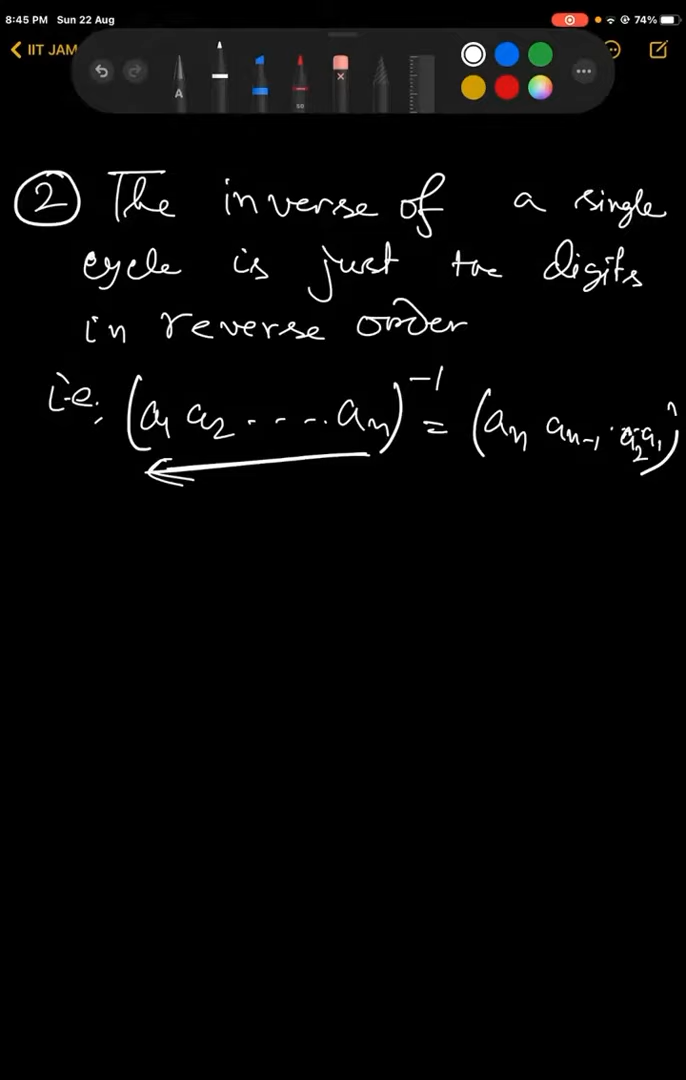 8:45 PM Sun 22 Aug
74%
IIT JAM
A
50
② The inverse of a single
cycle is just the digits
in reverse order
i.e., (a₁ a₂ ..... aₙ)⁻¹ = (aₙ aₙ₋₁ .. a₂ a₁)